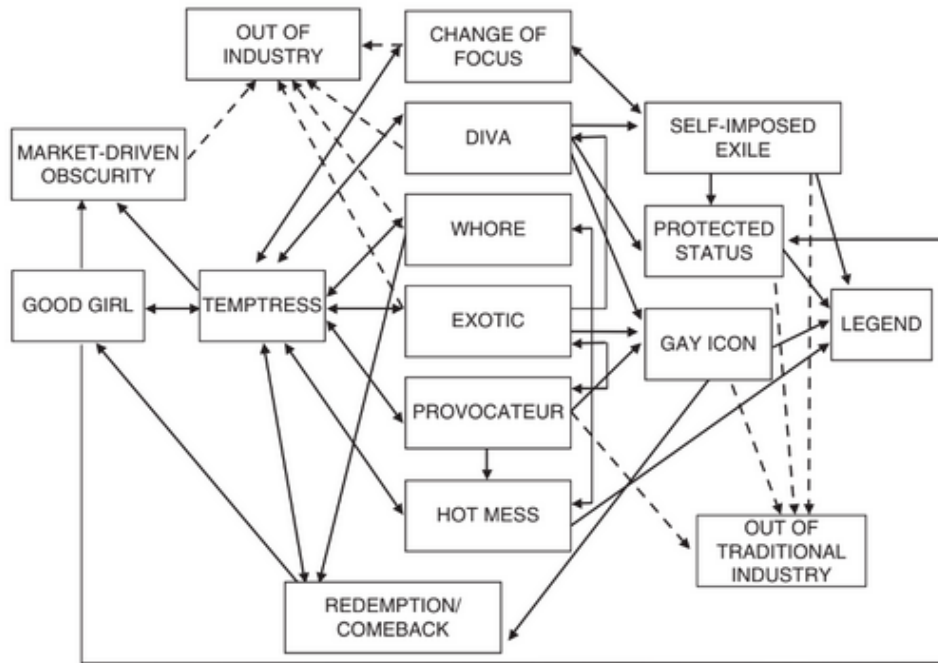 OUT OF
INDUSTRY
CHANGE OF
FOCUS
DIVA
SELF-IMPOSED
EXILE
MARKET-DRIVEN
OBSCURITY
WHORE
PROTECTED
STATUS
GOOD GIRL
TEMPTRESS
EXOTIC
LEGEND
GAY ICON
PROVOCATEUR
HOT MESS
OUT OF
TRADITIONAL
INDUSTRY
REDEMPTION/
COMEBACK